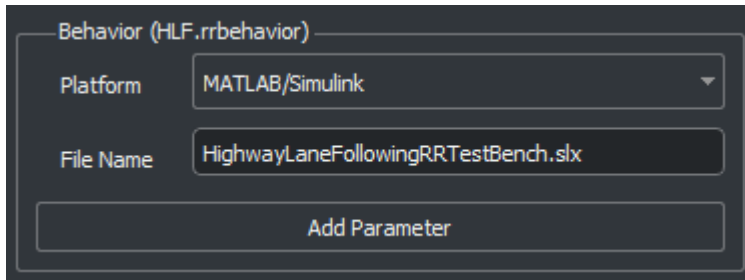 Behavior (HLF.rrbehavior)
Platform MATLAB/Simulink
File Name HighwayLaneFollowingRRTestBench.slx
Add Parameter